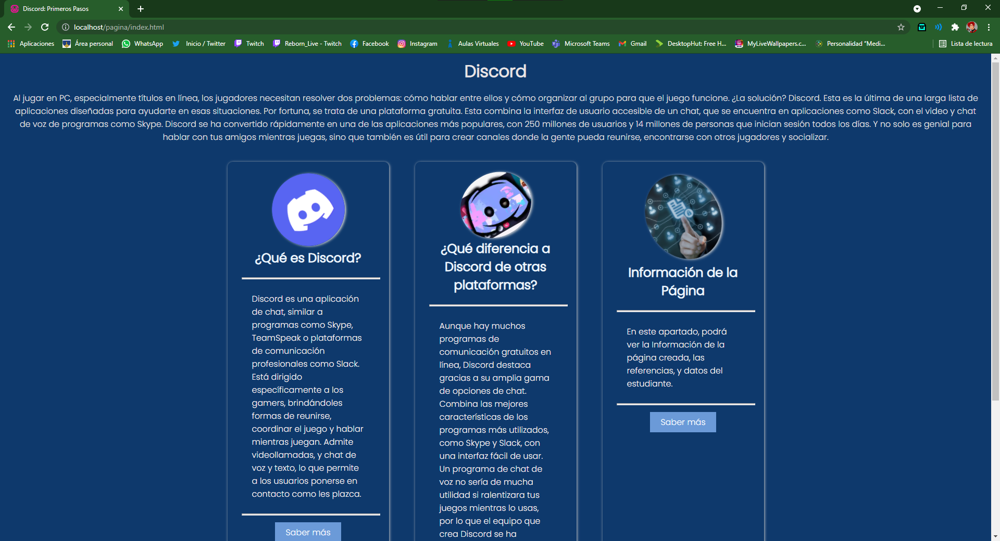 Discord: Primeros Pasos
localhost/pagina/index.html
Aplicaciones
Área personal
WhatsApp
Inicio / Twitter
Twitch
Reborn_Live - Twitch
Facebook
Instagram
Aulas Virtuales
YouTube
Microsoft Teams
Gmail
DesktopHut: Free H...
MyLiveWallpapers.c...
Personalidad “Medi...
Lista de lectura
Discord
Al jugar en PC, especialmente títulos en línea, los jugadores necesitan resolver dos problemas: cómo hablar entre ellos y cómo organizar al grupo para que el juego funcione. ¿La solución? Discord. Esta es la última de una larga lista de
aplicaciones diseñadas para ayudarte en esas situaciones. Por fortuna, se trata de una plataforma gratuita. Esta combina la interfaz de usuario accesible de un chat, que se encuentra en aplicaciones como Slack, con el video y chat
de voz de programas como Skype. Discord se ha convertido rápidamente en una de las aplicaciones más populares, con 250 millones de usuarios y 14 millones de personas que inician sesión todos los días. Y no solo es genial para
hablar con tus amigos mientras juegas, sino que también es útil para crear canales donde la gente pueda reunirse, encontrarse con otros jugadores y socializar.
¿Qué es Discord?
Discord es una aplicación
de chat, similar a
programas como Skype,
TeamSpeak o plataformas
de comunicación
profesionales como Slack.
Está dirigido
específicamente a los
gamers, brindándoles
formas de reunirse,
coordinar el juego y hablar
mientras juegan. Admite
videollamadas, y chat de
voz y texto, lo que permite
a los usuarios ponerse en
contacto como les plazca.
Saber más
¿Qué diferencia a
Discord de otras
plataformas?
Aunque hay muchos
programas de
comunicación gratuitos en
línea, Discord destaca
gracias a su amplia gama
de opciones de chat.
Combina las mejores
características de los
programas más utilizados,
como Skype y Slack, con
una interfaz fácil de usar.
Un programa de chat de
voz no sería de mucha
utilidad si ralentizara tus
juegos mientras lo usas,
por lo que el equipo que
crea Discord se ha
Información de la
Página
En este apartado, podrá
ver la Información de la
página creada, las
referencias, y datos del
estudiante.
Saber más